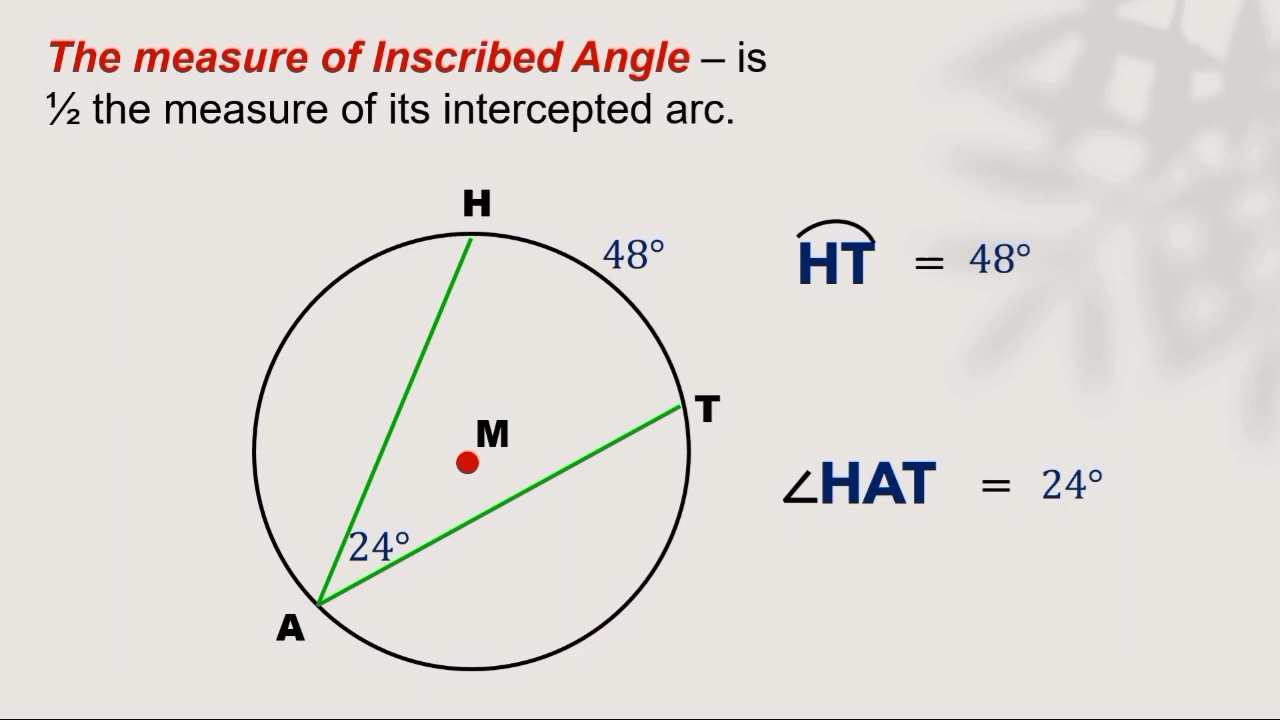 The measure of Inscribed Angle – is
½ the measure of its intercepted arc.
H
48°
HT = 48°
T
M
∠HAT = 24°
24°
A